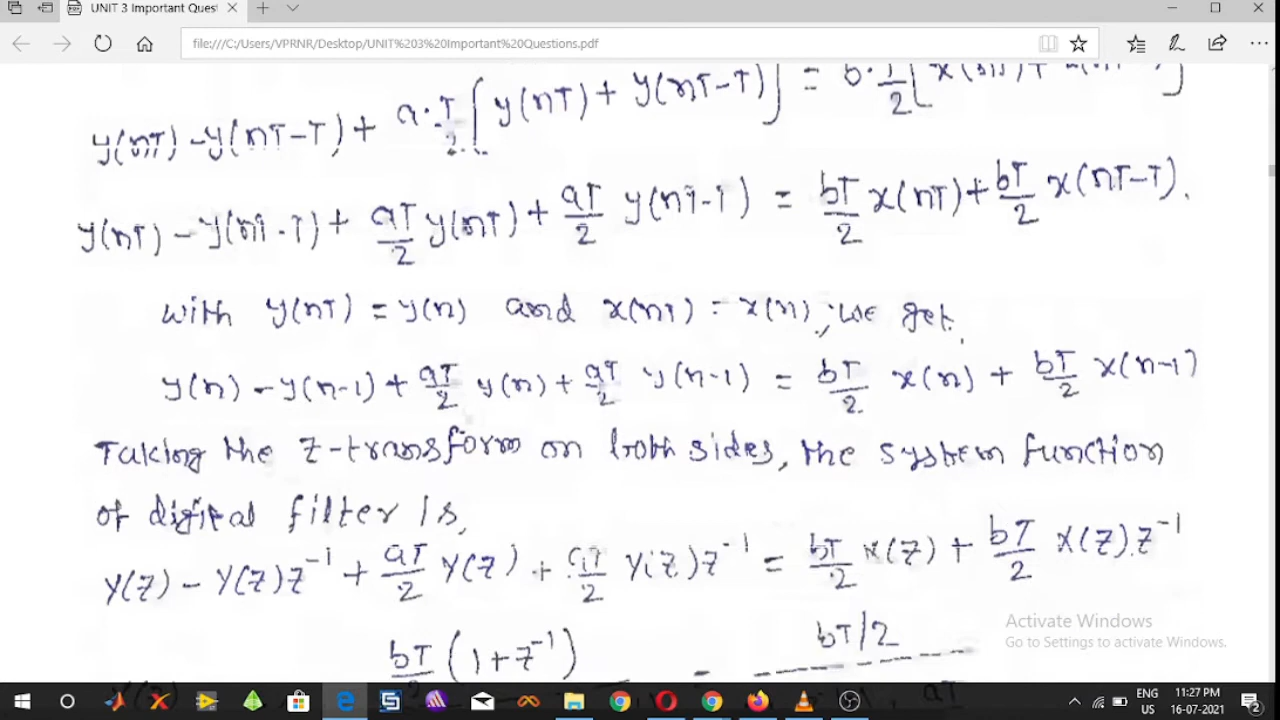 UNIT 3 Important Quest
file:///C:/Users/VPRNR/Desktop/UNIT%203%20Important%20Questions.pdf
y(nT) - y(nT-T) + a·T/2 [y(nT) + y(nT-T)] = b·T/2 [
y(nT) - y(nT-T) + aT/2 y(nT) + aT/2 y(nT-T) = bT/2 x(nT) + bT/2 x(nT-T).
with y(nT) = y(n) and x(nT) = x(n), we get.
y(n) - y(n-1) + aT/2 y(n) + aT/2 y(n-1) = bT/2 x(n) + bT/2 x(n-1)
Taking the z-transform on both sides, the system function
of digital filter is,
Y(z) - Y(z)z⁻¹ + aT/2 Y(z) + aT/2 Y(z)z⁻¹ = bT/2 X(z) + bT/2 X(z).z⁻¹
bT (1+z⁻¹) bT/2
Activate Windows
Go to Settings to activate Windows.
ENG
US
11:27 PM
16-07-2021
2